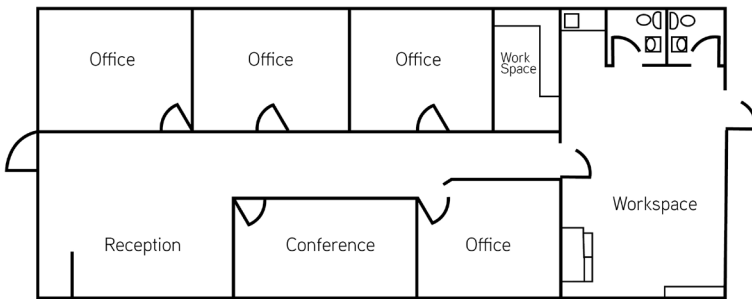 Office
Office
Office
Work
Space
Workspace
Reception
Conference
Office